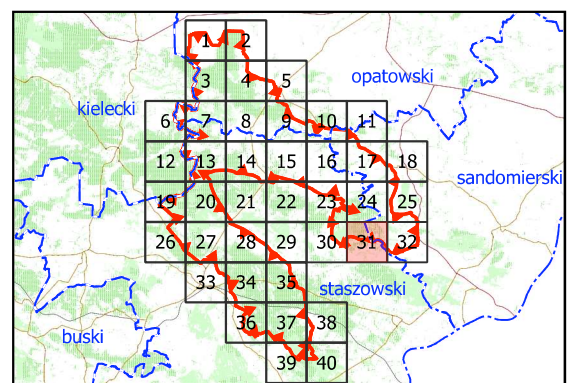 1 2
3 4 5
opatowski
kielecki
6 7 8 9 10 11
12 13 14 15 16 17 18
sandomierski
19 20 21 22 23 24 25
26 27 28 29 30 31 32
33 34 35
staszowski
buski
36 37 38
39 40